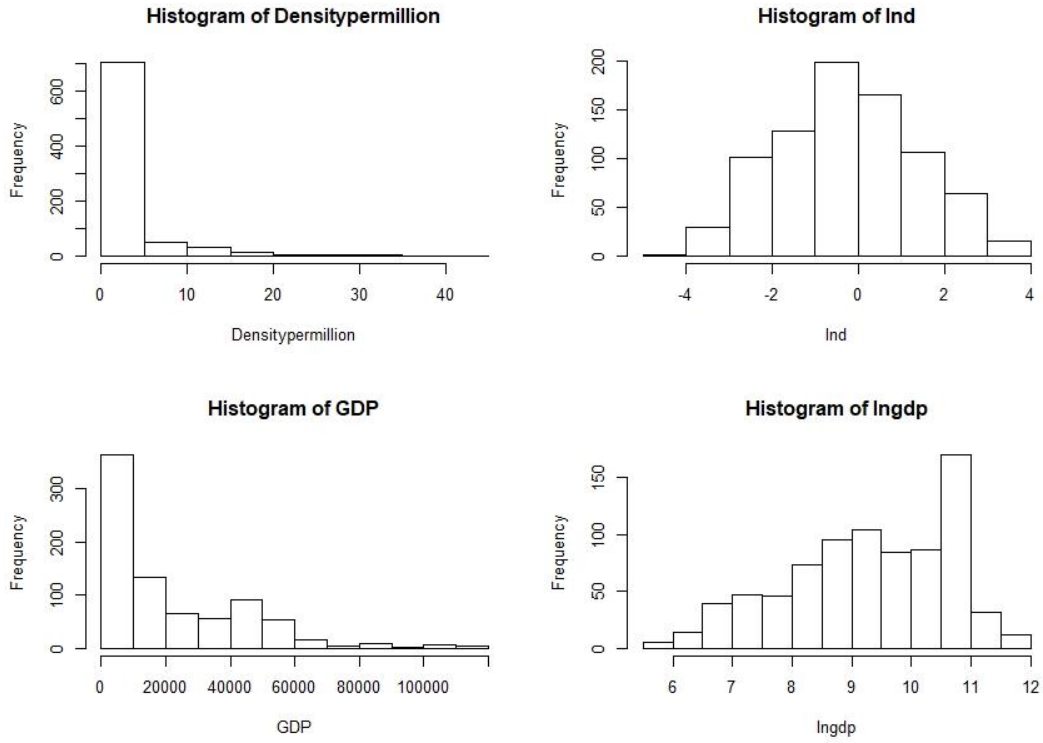 Histogram of Densitypermillion
Frequency
0
200
400
600
0 10 20 30 40
Densitypermillion
Histogram of lnd
Frequency
0
50
100
150
200
-4 -2 0 2 4
lnd
Histogram of GDP
Frequency
0
100
200
300
0 20000 40000 60000 80000 100000
GDP
Histogram of lngdp
Frequency
0
50
100
150
6 7 8 9 10 11 12
lngdp